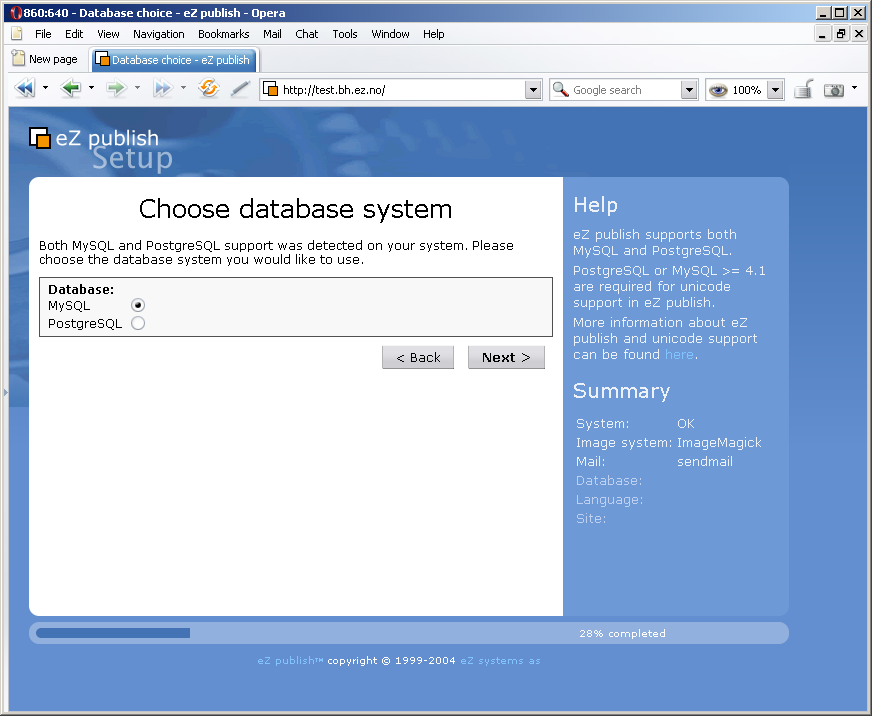 860:640 - Database choice - eZ publish - Opera
File Edit View Navigation Bookmarks Mail Chat Tools Window Help
New page
Database choice - eZ publish
http://test.bh.ez.no/
Google search
100%
eZ publish
Setup
Choose database system
Both MySQL and PostgreSQL support was detected on your system. Please
choose the database system you would like to use.
Database:
MySQL
PostgreSQL
< Back
Next >
Help
eZ publish supports both
MySQL and PostgreSQL.
PostgreSQL or MySQL >= 4.1
are required for unicode
support in eZ publish.
More information about eZ
publish and unicode support
can be found here.
Summary
System: OK
Image system: ImageMagick
Mail: sendmail
Database:
Language:
Site:
28% completed
eZ publish™ copyright © 1999-2004 eZ systems as